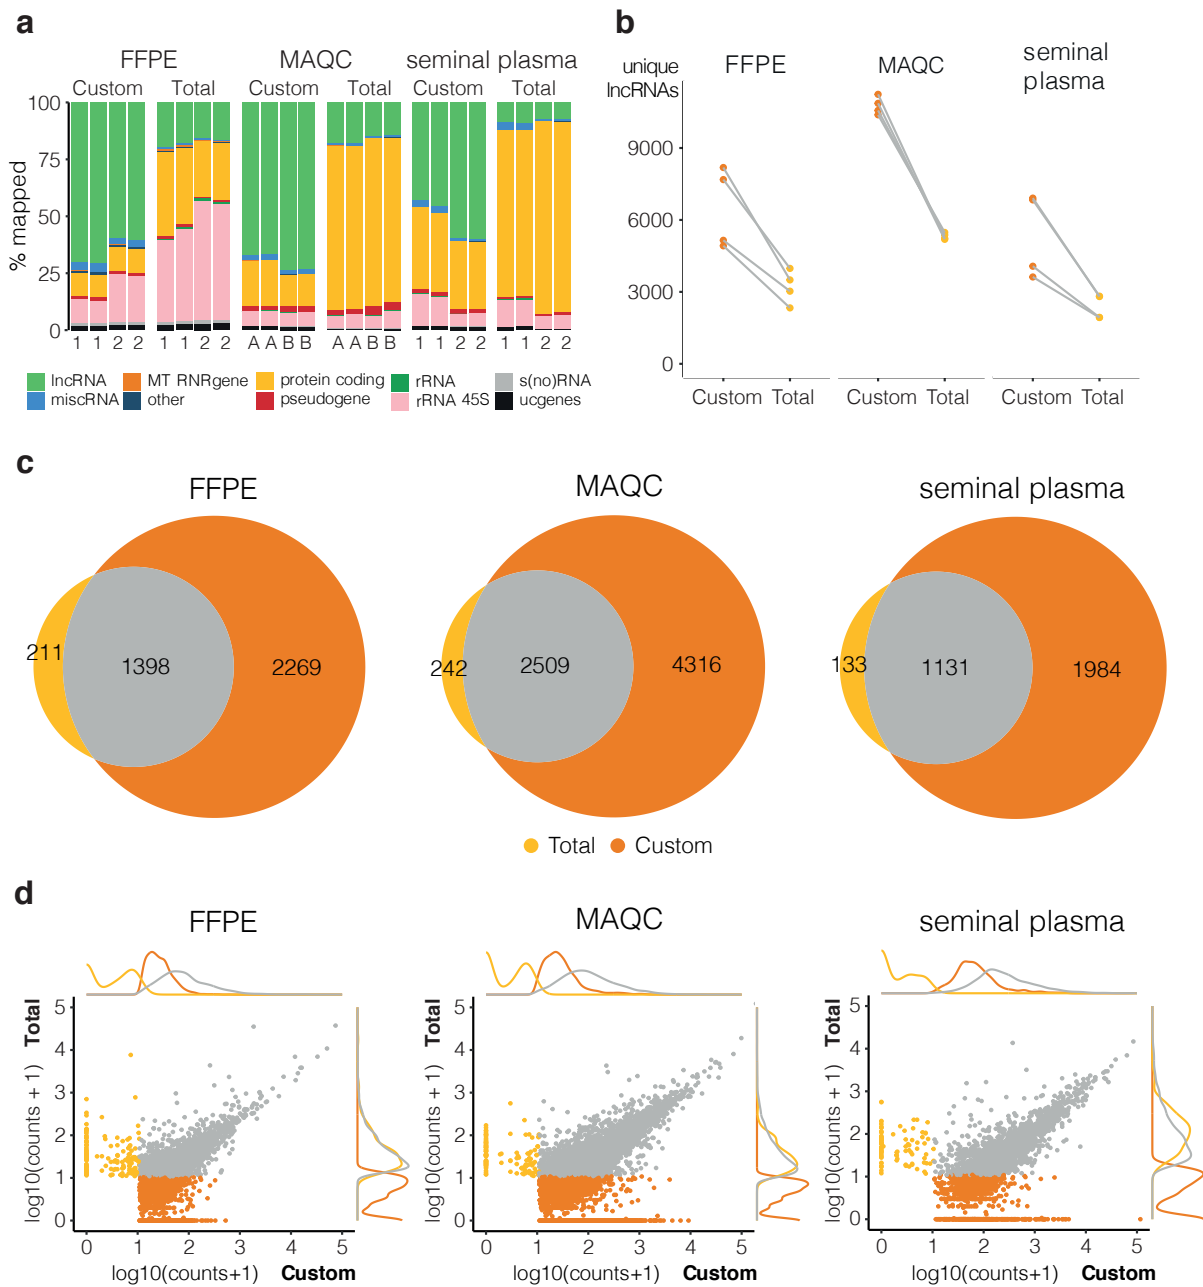 a
FFPE MAQC seminal plasma
Custom Total Custom Total Custom Total
% mapped
100
75
50
25
0
1 1 2 2 1 1 2 2 A A B B A A B B 1 1 2 2 1 1 2 2
lncRNA MT RNRgene protein coding rRNA s(no)RNA
miscRNA other pseudogene rRNA 45S ucgenes
b
unique
lncRNAs
FFPE MAQC seminal
plasma
9000
6000
3000
0
Custom Total Custom Total Custom Total
c
FFPE MAQC seminal plasma
211 1398 2269 242 2509 4316 133 1131 1984
Total Custom
d
FFPE MAQC seminal plasma
log10(counts + 1) Total
5
4
3
2
1
0
0 1 2 3 4 5
log10(counts+1) Custom
log10(counts + 1) Total
5
4
3
2
1
0
0 1 2 3 4 5
log10(counts+1) Custom
log10(counts + 1) Total
5
4
3
2
1
0
0 1 2 3 4 5
log10(counts+1) Custom